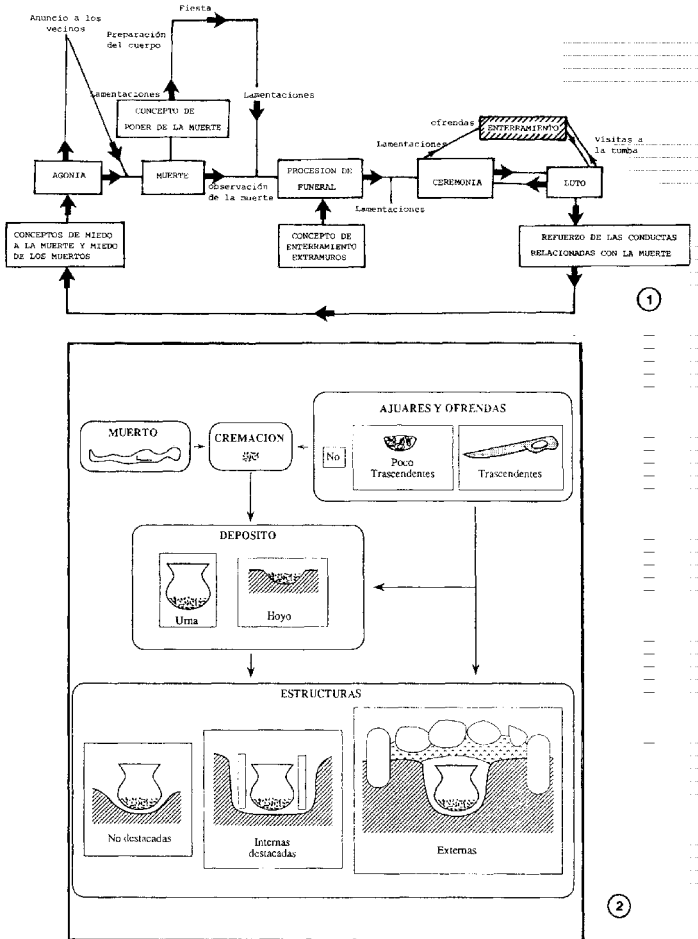 Anuncio a los
vecinos
Fiesta
Preparación
del cuerpo
Lamentaciones
Lamentaciones
CONCEPTO DE
PODER DE LA MUERTE
ofrendas
ENTERRAMIENTO
Visitas a
la tumba
Lamentaciones
AGONIA
MUERTE
observación
de la muerte
PROCESION DE
FUNERAL
Lamentaciones
CEREMONIA
LUTO
CONCEPTOS DE MIEDO
A LA MUERTE Y MIEDO
DE LOS MUERTOS
CONCEPTO DE
ENTERRAMIENTO
EXTRAMUROS
REFUERZO DE LAS CONDUCTAS
RELACIONADAS CON LA MUERTE
1
MUERTO
CREMACION
AJUARES Y OFRENDAS
No
Poco
Trascendentes
Trascendentes
DEPOSITO
Urna
Hoyo
ESTRUCTURAS
No destacadas
Internas
destacadas
Externas
2